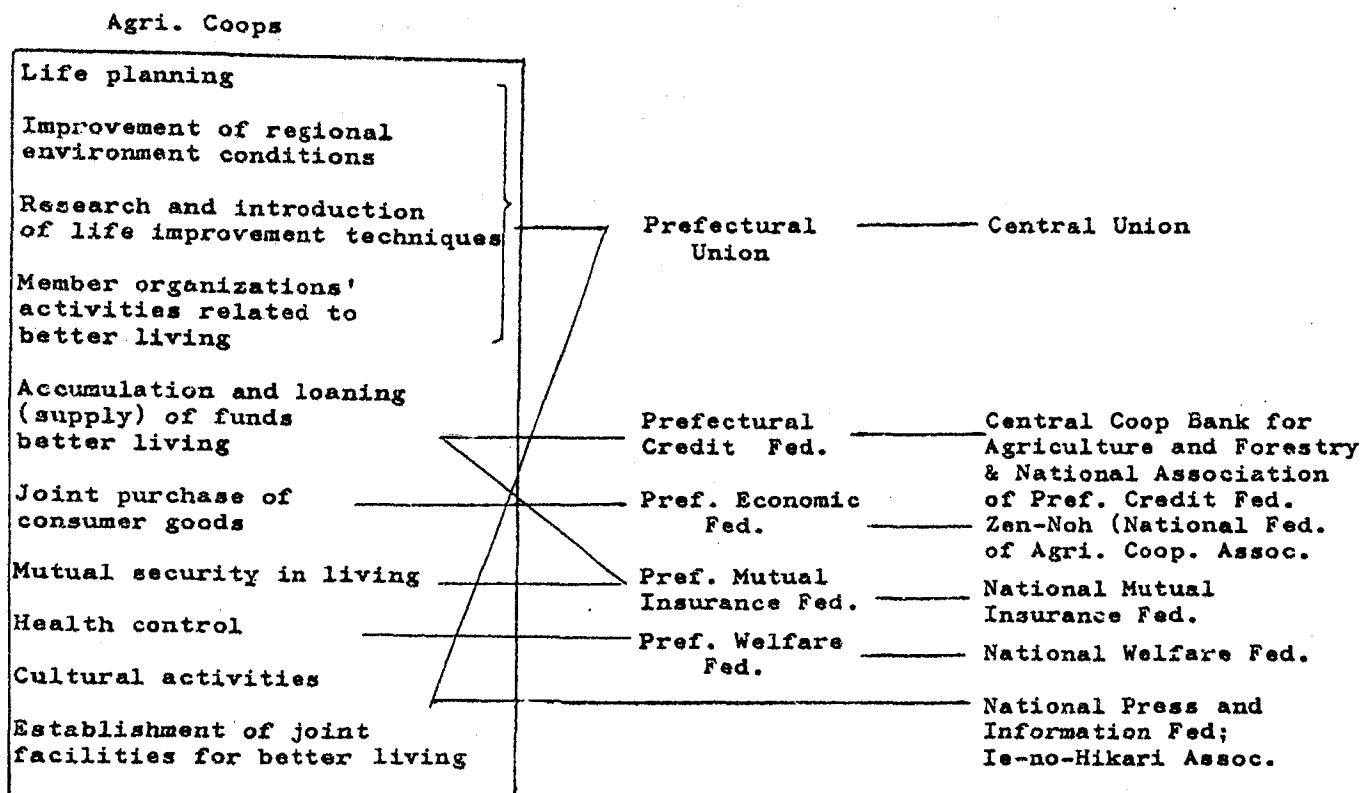 Agri. Coops
Life planning
Improvement of regional
environment conditions
Research and introduction
of life improvement techniques
Member organizations'
activities related to
better living
Accumulation and loaning
(supply) of funds
better living
Joint purchase of
consumer goods
Mutual security in living
Health control
Cultural activities
Establishment of joint
facilities for better living
Prefectural
Union
Prefectural
Credit Fed.
Pref. Economic
Fed.
Pref. Mutual
Insurance Fed.
Pref. Welfare
Fed.
Central Union
Central Coop Bank for
Agriculture and Forestry
& National Association
of Pref. Credit Fed.
Zen-Noh (National Fed.
of Agri. Coop. Assoc.
National Mutual
Insurance Fed.
National Welfare Fed.
National Press and
Information Fed;
Ie-no-Hikari Assoc.